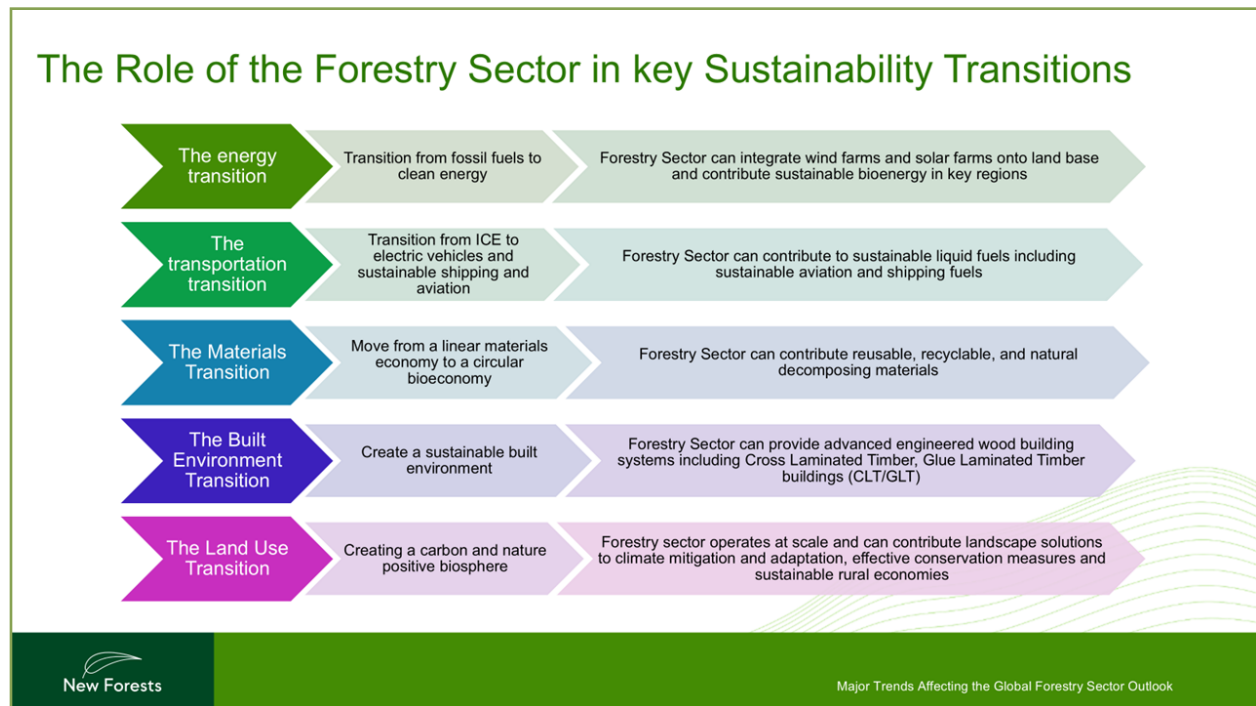 The Role of the Forestry Sector in key Sustainability Transitions
The energy
transition
Transition from fossil fuels to
clean energy
Forestry Sector can integrate wind farms and solar farms onto land base
and contribute sustainable bioenergy in key regions
The
transportation
transition
Transition from ICE to
electric vehicles and
sustainable shipping and
aviation
Forestry Sector can contribute to sustainable liquid fuels including
sustainable aviation and shipping fuels
The Materials
Transition
Move from a linear materials
economy to a circular
bioeconomy
Forestry Sector can contribute reusable, recyclable, and natural
decomposing materials
The Built
Environment
Transition
Create a sustainable built
environment
Forestry Sector can provide advanced engineered wood building
systems including Cross Laminated Timber, Glue Laminated Timber
buildings (CLT/GLT)
The Land Use
Transition
Creating a carbon and nature
positive biosphere
Forestry sector operates at scale and can contribute landscape solutions
to climate mitigation and adaptation, effective conservation measures and
sustainable rural economies
New Forests
Major Trends Affecting the Global Forestry Sector Outlook